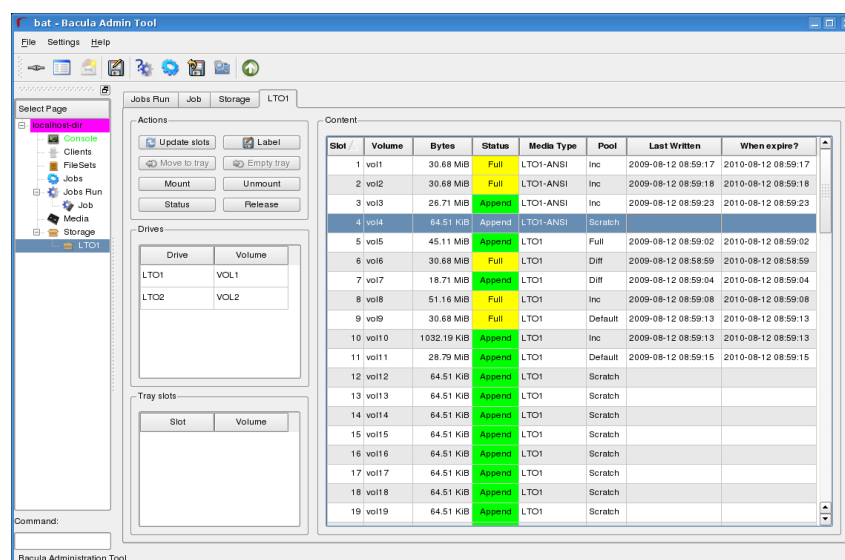 bat - Bacula Admin Tool
File Settings Help
Select Page
localhost-dir
Console
Clients
FileSets
Jobs
Jobs Run
Job
Media
Storage
LTO1
Command:
Jobs Run Job Storage LTO1
Actions
Update slots Label
Move to tray Empty tray
Mount Unmount
Status Release
Drives
Drive Volume
LTO1 VOL1
LTO2 VOL2
Tray slots
Slot Volume
Content
Slot Volume Bytes Status Media Type Pool Last Written When expire?
1 vol1 30.68 MiB Full LTO1-ANSI Inc 2009-08-12 08:59:17 2010-08-12 08:59:17
2 vol2 30.68 MiB Full LTO1-ANSI Inc 2009-08-12 08:59:18 2010-08-12 08:59:18
3 vol3 26.71 MiB Append LTO1-ANSI Inc 2009-08-12 08:59:23 2010-08-12 08:59:23
4 vol4 64.51 KiB Append LTO1-ANSI Scratch
5 vol5 45.11 MiB Append LTO1 Full 2009-08-12 08:59:02 2010-08-12 08:59:02
6 vol6 30.68 MiB Full LTO1 Diff 2009-08-12 08:58:59 2010-08-12 08:58:59
7 vol7 18.71 MiB Append LTO1 Diff 2009-08-12 08:59:04 2010-08-12 08:59:04
8 vol8 51.16 MiB Full LTO1 Inc 2009-08-12 08:59:08 2010-08-12 08:59:08
9 vol9 30.68 MiB Full LTO1 Default 2009-08-12 08:59:13 2010-08-12 08:59:13
10 vol10 1032.19 KiB Append LTO1 Inc 2009-08-12 08:59:13 2010-08-12 08:59:13
11 vol11 28.79 MiB Append LTO1 Default 2009-08-12 08:59:15 2010-08-12 08:59:15
12 vol12 64.51 KiB Append LTO1 Scratch
13 vol13 64.51 KiB Append LTO1 Scratch
14 vol14 64.51 KiB Append LTO1 Scratch
15 vol15 64.51 KiB Append LTO1 Scratch
16 vol16 64.51 KiB Append LTO1 Scratch
17 vol17 64.51 KiB Append LTO1 Scratch
18 vol18 64.51 KiB Append LTO1 Scratch
19 vol19 64.51 KiB Append LTO1 Scratch
Bacula Administration Tool